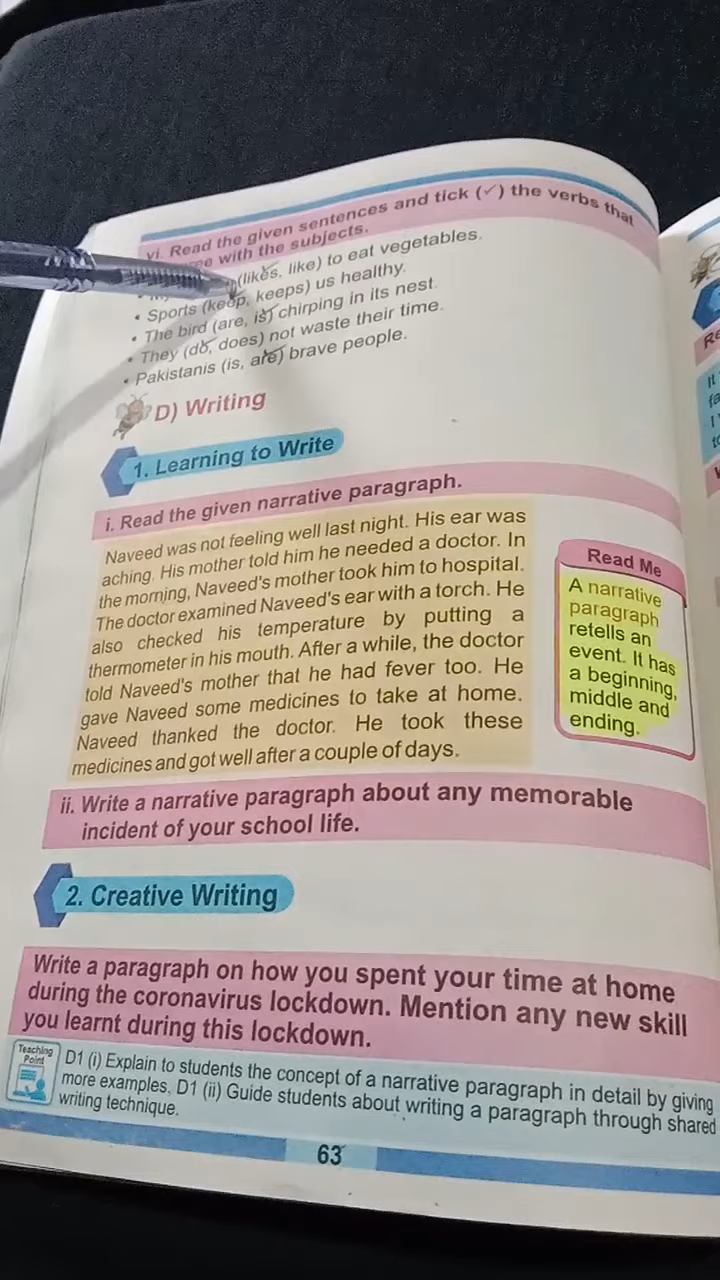 vi. Read the given sentences and tick (✓) the verbs that
with the subjects.
(likes, like) to eat vegetables.
• Sports (keep, keeps) us healthy.
• The bird (are, is) chirping in its nest.
• They (do, does) not waste their time.
• Pakistanis (is, are) brave people.
D) Writing
1. Learning to Write
i. Read the given narrative paragraph.
Naveed was not feeling well last night. His ear was
aching. His mother told him he needed a doctor. In
the morning, Naveed's mother took him to hospital.
The doctor examined Naveed's ear with a torch. He
also checked his temperature by putting a
thermometer in his mouth. After a while, the doctor
told Naveed's mother that he had fever too. He
gave Naveed some medicines to take at home.
Naveed thanked the doctor. He took these
medicines and got well after a couple of days.
Read Me
A narrative
paragraph
retells an
event. It has
a beginning,
middle and
ending.
ii. Write a narrative paragraph about any memorable
incident of your school life.
2. Creative Writing
Write a paragraph on how you spent your time at home
during the coronavirus lockdown. Mention any new skill
you learnt during this lockdown.
Teaching
Point
D1 (i) Explain to students the concept of a narrative paragraph in detail by giving
more examples, D1 (ii) Guide students about writing a paragraph through shared
writing technique.
63